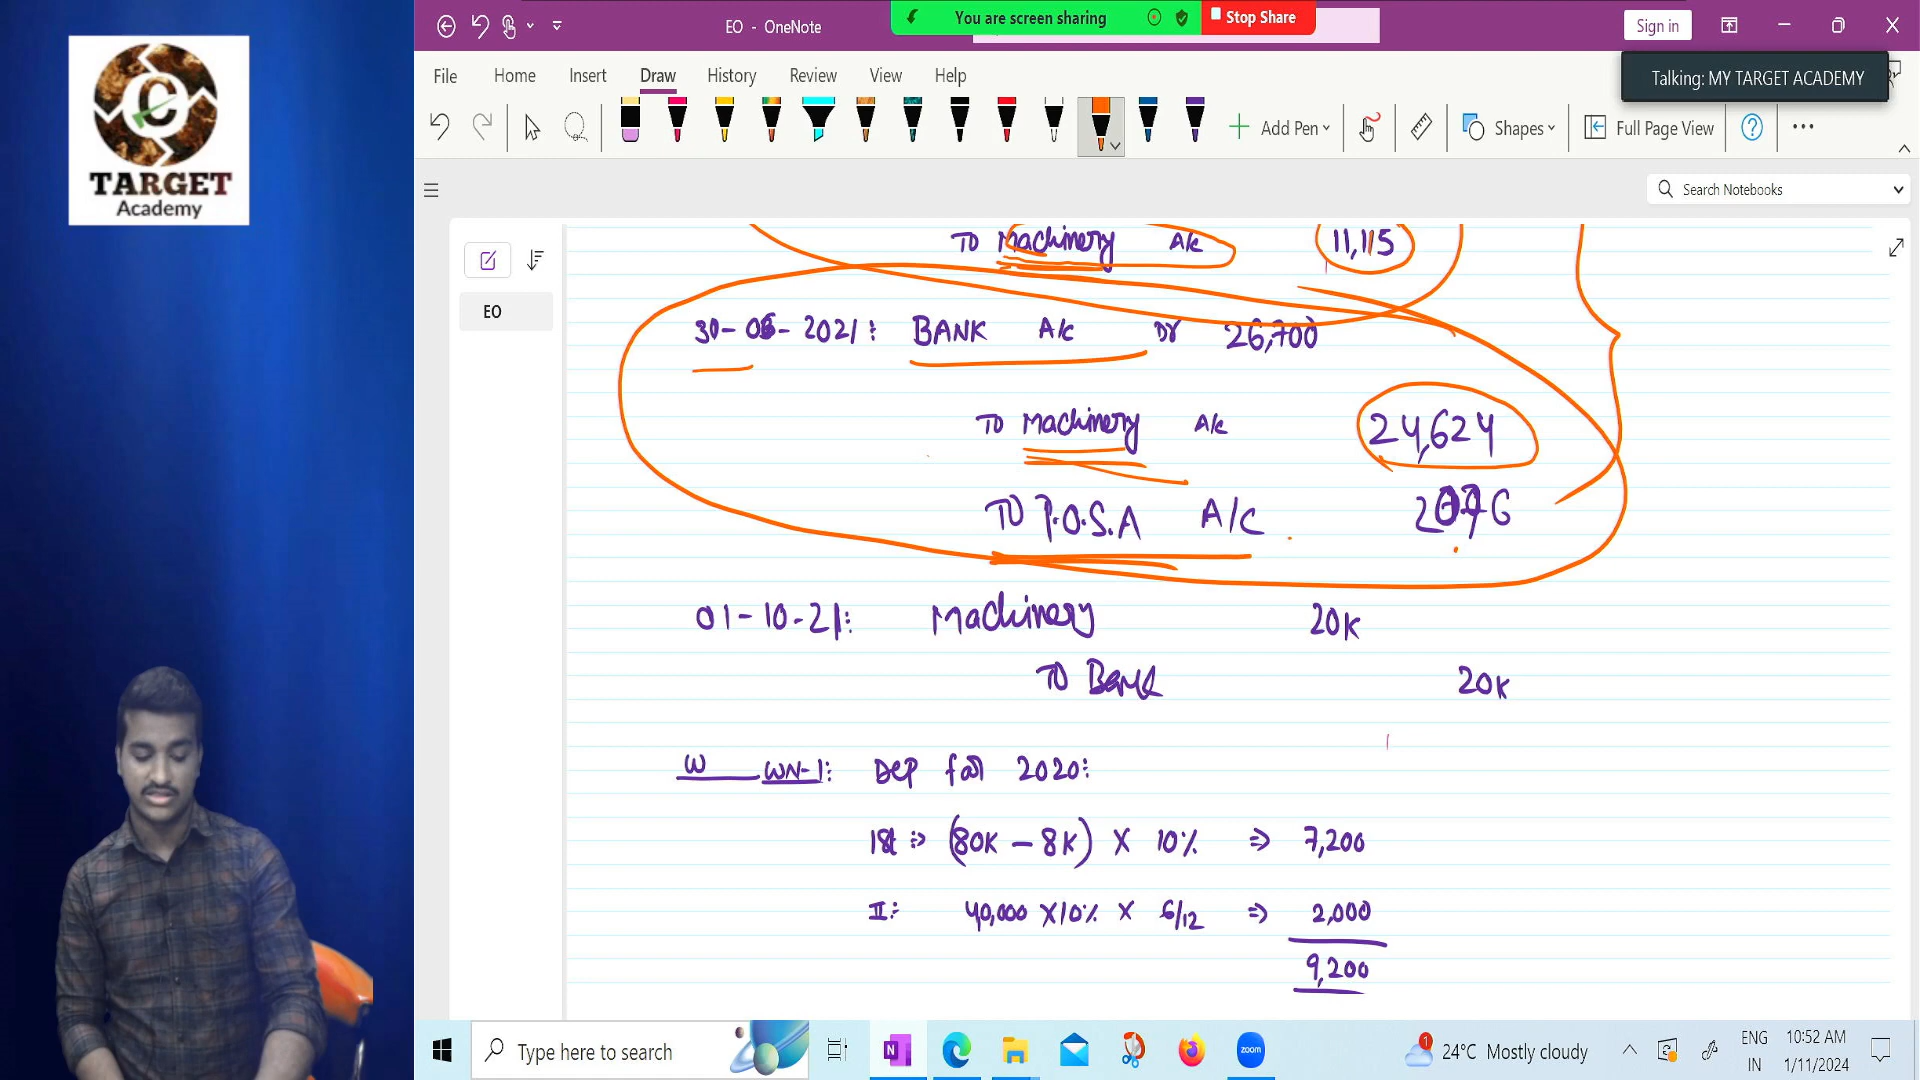 EO - OneNote
You are screen sharing
Stop Share
Sign in
Talking: MY TARGET ACADEMY
File Home Insert Draw History Review View Help
Add Pen
Shapes
Full Page View
Search Notebooks
EO
TARGET
Academy
To Machinery A/c 11,115
30-06-2021: BANK A/c Dr 26,700
To Machinery A/c 24,624
To P.O.S.A A/C 2076
01-10-21: Machinery 20K
To Bank 20K
W WN-1: Dep for 2020:
1st :> (80K - 8K) X 10% => 7,200
II:- 40,000 X10% X 6/12 => 2,000
9,200
Type here to search
zoom
1
24°C Mostly cloudy
ENG
IN
10:52 AM
1/11/2024